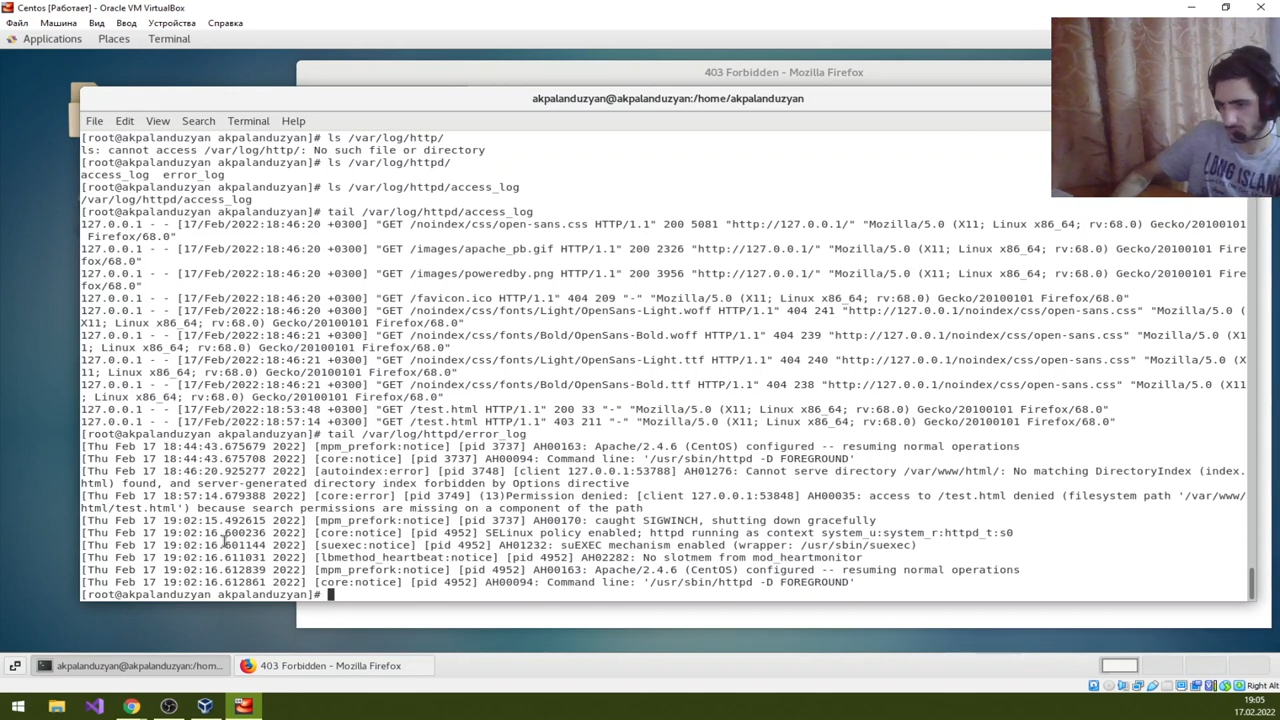 Centos [Работает] - Oracle VM VirtualBox
Файл Машина Вид Ввод Устройства Справка
Applications Places Terminal
403 Forbidden - Mozilla Firefox
akpalanduzyan@akpalanduzyan:/home/akpalanduzyan
File Edit View Search Terminal Help
[root@akpalanduzyan akpalanduzyan]# ls /var/log/http/
ls: cannot access /var/log/http/: No such file or directory
[root@akpalanduzyan akpalanduzyan]# ls /var/log/httpd/
access_log error_log
[root@akpalanduzyan akpalanduzyan]# ls /var/log/httpd/access_log
/var/log/httpd/access_log
[root@akpalanduzyan akpalanduzyan]# tail /var/log/httpd/access_log
127.0.0.1 - - [17/Feb/2022:18:46:20 +0300] "GET /noindex/css/open-sans.css HTTP/1.1" 200 5081 "http://127.0.0.1/" "Mozilla/5.0 (X11; Linux x86_64; rv:68.0) Gecko/20100101
Firefox/68.0"
127.0.0.1 - - [17/Feb/2022:18:46:20 +0300] "GET /images/apache_pb.gif HTTP/1.1" 200 2326 "http://127.0.0.1/" "Mozilla/5.0 (X11; Linux x86_64; rv:68.0) Gecko/20100101 Fire
fox/68.0"
127.0.0.1 - - [17/Feb/2022:18:46:20 +0300] "GET /images/poweredby.png HTTP/1.1" 200 3956 "http://127.0.0.1/" "Mozilla/5.0 (X11; Linux x86_64; rv:68.0) Gecko/20100101 Fire
fox/68.0"
127.0.0.1 - - [17/Feb/2022:18:46:20 +0300] "GET /favicon.ico HTTP/1.1" 404 209 "-" "Mozilla/5.0 (X11; Linux x86_64; rv:68.0) Gecko/20100101 Firefox/68.0"
127.0.0.1 - - [17/Feb/2022:18:46:21 +0300] "GET /noindex/css/fonts/Light/OpenSans-Light.woff HTTP/1.1" 404 241 "http://127.0.0.1/noindex/css/open-sans.css" "Mozilla/5.0 (
X11; Linux x86_64; rv:68.0) Gecko/20100101 Firefox/68.0"
127.0.0.1 - - [17/Feb/2022:18:46:21 +0300] "GET /noindex/css/fonts/Bold/OpenSans-Bold.woff HTTP/1.1" 404 239 "http://127.0.0.1/noindex/css/open-sans.css" "Mozilla/5.0 (X1
1; Linux x86_64; rv:68.0) Gecko/20100101 Firefox/68.0"
127.0.0.1 - - [17/Feb/2022:18:46:21 +0300] "GET /noindex/css/fonts/Light/OpenSans-Light.ttf HTTP/1.1" 404 240 "http://127.0.0.1/noindex/css/open-sans.css" "Mozilla/5.0 (X
11; Linux x86_64; rv:68.0) Gecko/20100101 Firefox/68.0"
127.0.0.1 - - [17/Feb/2022:18:46:21 +0300] "GET /noindex/css/fonts/Bold/OpenSans-Bold.ttf HTTP/1.1" 404 238 "http://127.0.0.1/noindex/css/open-sans.css" "Mozilla/5.0 (X11
; Linux x86_64; rv:68.0) Gecko/20100101 Firefox/68.0"
127.0.0.1 - - [17/Feb/2022:18:53:48 +0300] "GET /test.html HTTP/1.1" 200 33 "-" "Mozilla/5.0 (X11; Linux x86_64; rv:68.0) Gecko/20100101 Firefox/68.0"
127.0.0.1 - - [17/Feb/2022:18:57:14 +0300] "GET /test.html HTTP/1.1" 403 211 "-" "Mozilla/5.0 (X11; Linux x86_64; rv:68.0) Gecko/20100101 Firefox/68.0"
[root@akpalanduzyan akpalanduzyan]# tail /var/log/httpd/error_log
[Thu Feb 17 18:44:43.675679 2022] [mpm_prefork:notice] [pid 3737] AH00163: Apache/2.4.6 (CentOS) configured -- resuming normal operations
[Thu Feb 17 18:44:43.675708 2022] [core:notice] [pid 3737] AH00094: Command line: '/usr/sbin/httpd -D FOREGROUND'
[Thu Feb 17 18:46:20.925277 2022] [autoindex:error] [pid 3748] [client 127.0.0.1:53788] AH01276: Cannot serve directory /var/www/html/: No matching DirectoryIndex (index.
html) found, and server-generated directory index forbidden by Options directive
[Thu Feb 17 18:57:14.679388 2022] [core:error] [pid 3749] (13)Permission denied: [client 127.0.0.1:53848] AH00035: access to /test.html denied (filesystem path '/var/www/
html/test.html') because search permissions are missing on a component of the path
[Thu Feb 17 19:02:15.492615 2022] [mpm_prefork:notice] [pid 3737] AH00170: caught SIGWINCH, shutting down gracefully
[Thu Feb 17 19:02:16.600236 2022] [core:notice] [pid 4952] SELinux policy enabled; httpd running as context system_u:system_r:httpd_t:s0
[Thu Feb 17 19:02:16.601144 2022] [suexec:notice] [pid 4952] AH01232: suEXEC mechanism enabled (wrapper: /usr/sbin/suexec)
[Thu Feb 17 19:02:16.611031 2022] [lbmethod_heartbeat:notice] [pid 4952] AH02282: No slotmem from mod_heartmonitor
[Thu Feb 17 19:02:16.612839 2022] [mpm_prefork:notice] [pid 4952] AH00163: Apache/2.4.6 (CentOS) configured -- resuming normal operations
[Thu Feb 17 19:02:16.612861 2022] [core:notice] [pid 4952] AH00094: Command line: '/usr/sbin/httpd -D FOREGROUND'
[root@akpalanduzyan akpalanduzyan]#
akpalanduzyan@akpalanduzyan:/hom... 403 Forbidden - Mozilla Firefox
Right Alt
19:05
17.02.2022
LONG ISLAND